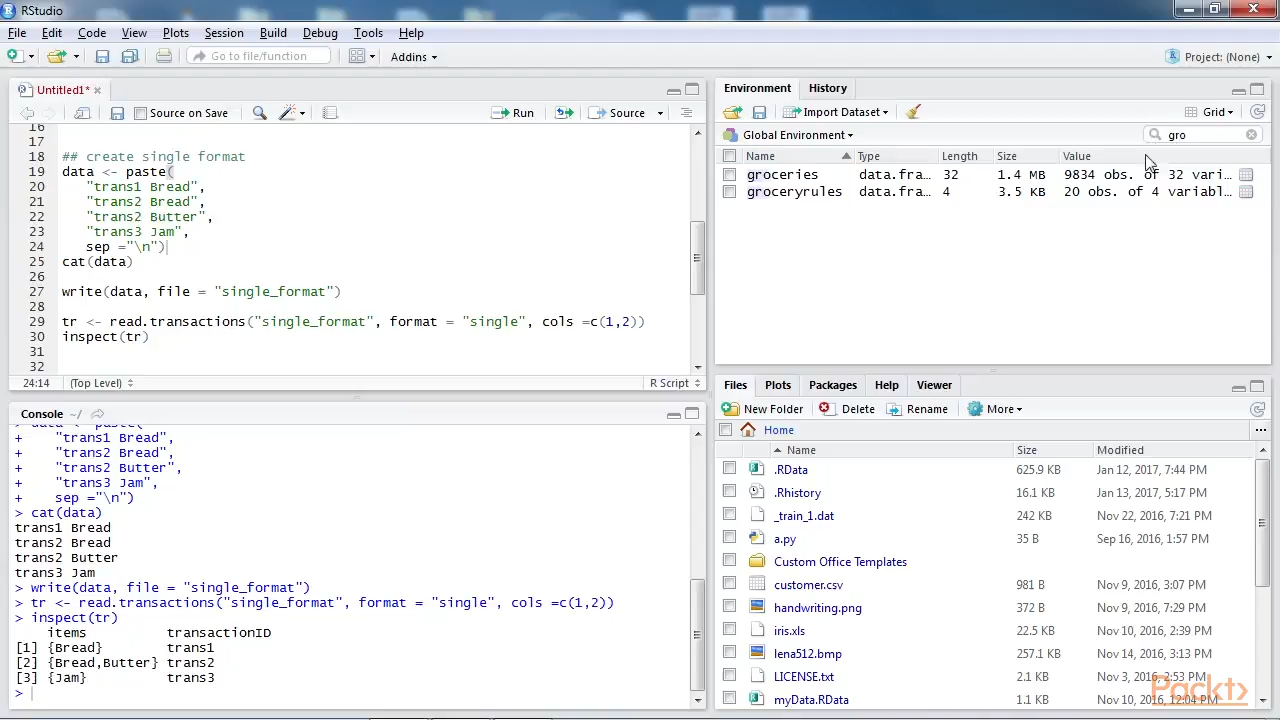 RStudio
File Edit Code View Plots Session Build Debug Tools Help
Go to file/function Addins Project: (None)
Untitled1*
Source on Save Run Source
16
17
18 ## create single format
19 data <- paste(
20 "trans1 Bread",
21 "trans2 Bread",
22 "trans2 Butter",
23 "trans3 Jam",
24 sep ="\n")
25 cat(data)
26
27 write(data, file = "single_format")
28
29 tr <- read.transactions("single_format", format = "single", cols =c(1,2))
30 inspect(tr)
31
32
24:14 (Top Level) R Script
Console ~/
data <- paste(
+ "trans1 Bread",
+ "trans2 Bread",
+ "trans2 Butter",
+ "trans3 Jam",
+ sep ="\n")
> cat(data)
trans1 Bread
trans2 Bread
trans2 Butter
trans3 Jam
> write(data, file = "single_format")
> tr <- read.transactions("single_format", format = "single", cols =c(1,2))
> inspect(tr)
items transactionID
[1] {Bread} trans1
[2] {Bread,Butter} trans2
[3] {Jam} trans3
>
Environment History
Import Dataset Grid
Global Environment gro
Name Type Length Size Value
groceries data.fra… 32 1.4 MB 9834 obs. of 32 vari…
groceryrules data.fra… 4 3.5 KB 20 obs. of 4 variabl…
Files Plots Packages Help Viewer
New Folder Delete Rename More
Home ...
Name Size Modified
.RData 625.9 KB Jan 12, 2017, 7:44 PM
.Rhistory 16.1 KB Jan 13, 2017, 5:17 PM
_train_1.dat 242 KB Nov 22, 2016, 7:21 PM
a.py 35 B Sep 16, 2016, 1:57 PM
Custom Office Templates
customer.csv 981 B Nov 9, 2016, 3:07 PM
handwriting.png 372 B Nov 9, 2016, 7:29 PM
iris.xls 22.5 KB Nov 10, 2016, 2:39 PM
lena512.bmp 257.1 KB Nov 14, 2016, 3:13 PM
LICENSE.txt 2.1 KB Nov 3, 2016, 2:53 PM
myData.RData 1.1 KB Nov 10, 2016, 12:04 PM
Packt>